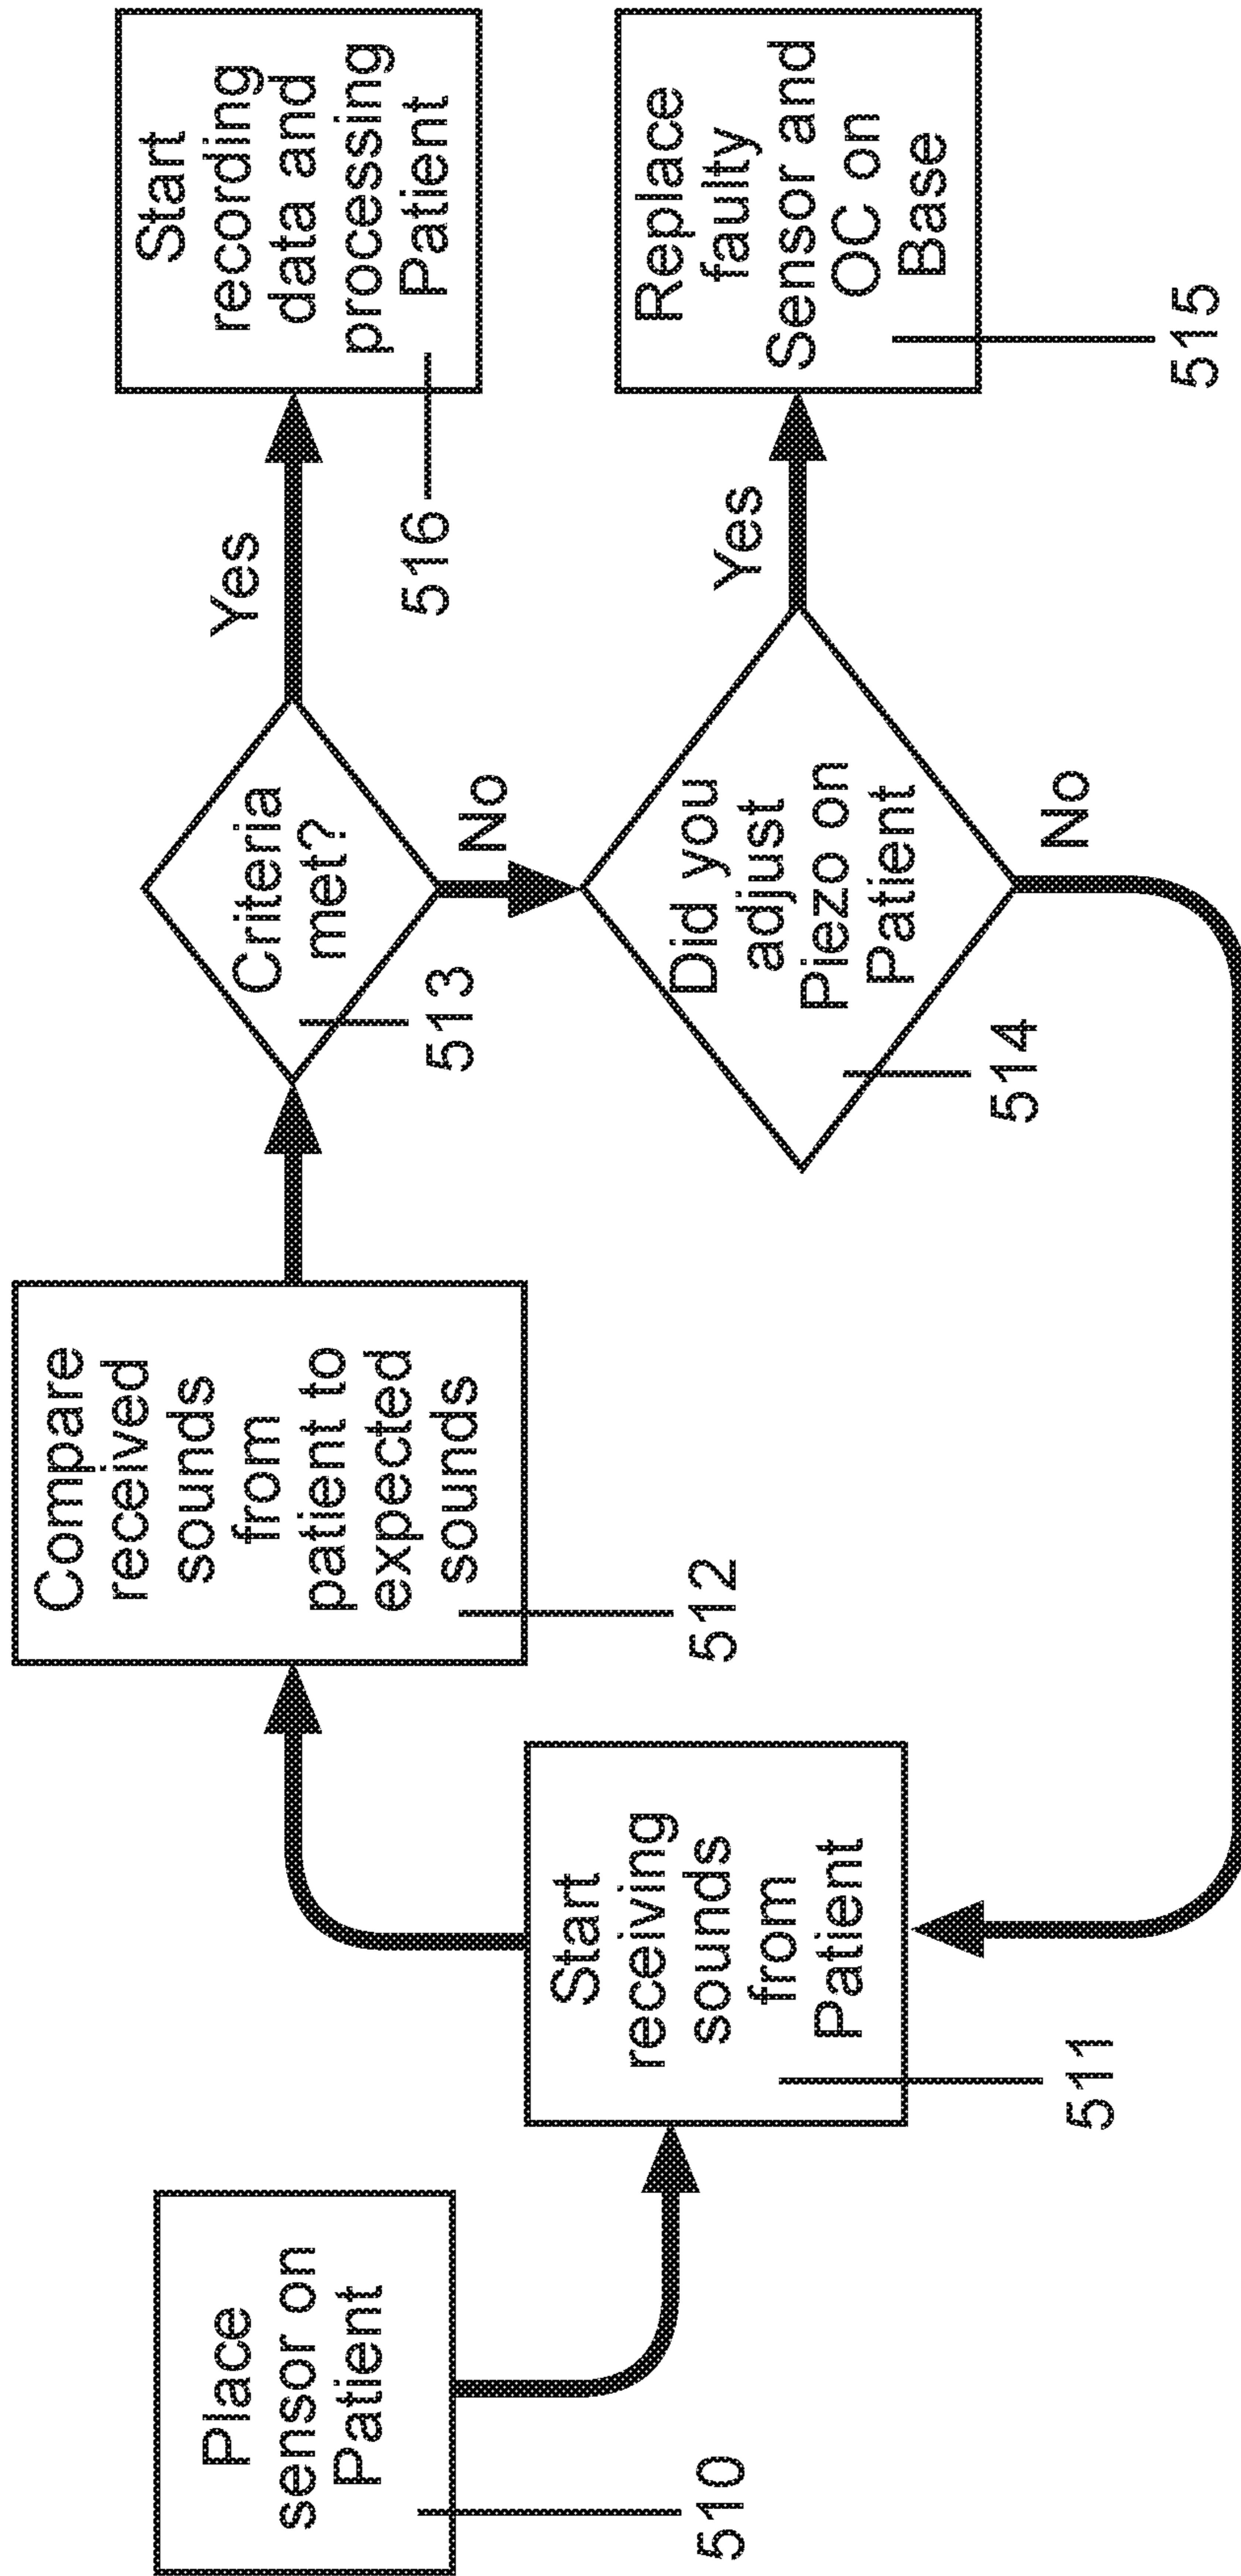 Place
sensor on
Patient
510
Start
receiving
sounds
from
Patient
511
Compare
received
sounds
from
patient to
expected
sounds
512
Criteria
met?
513
Yes
No
Start
recording
data and
processing
Patient
516
Did you
adjust
Piezo on
Patient
514
Yes
No
Replace
faulty
Sensor and
OC on
Base
515